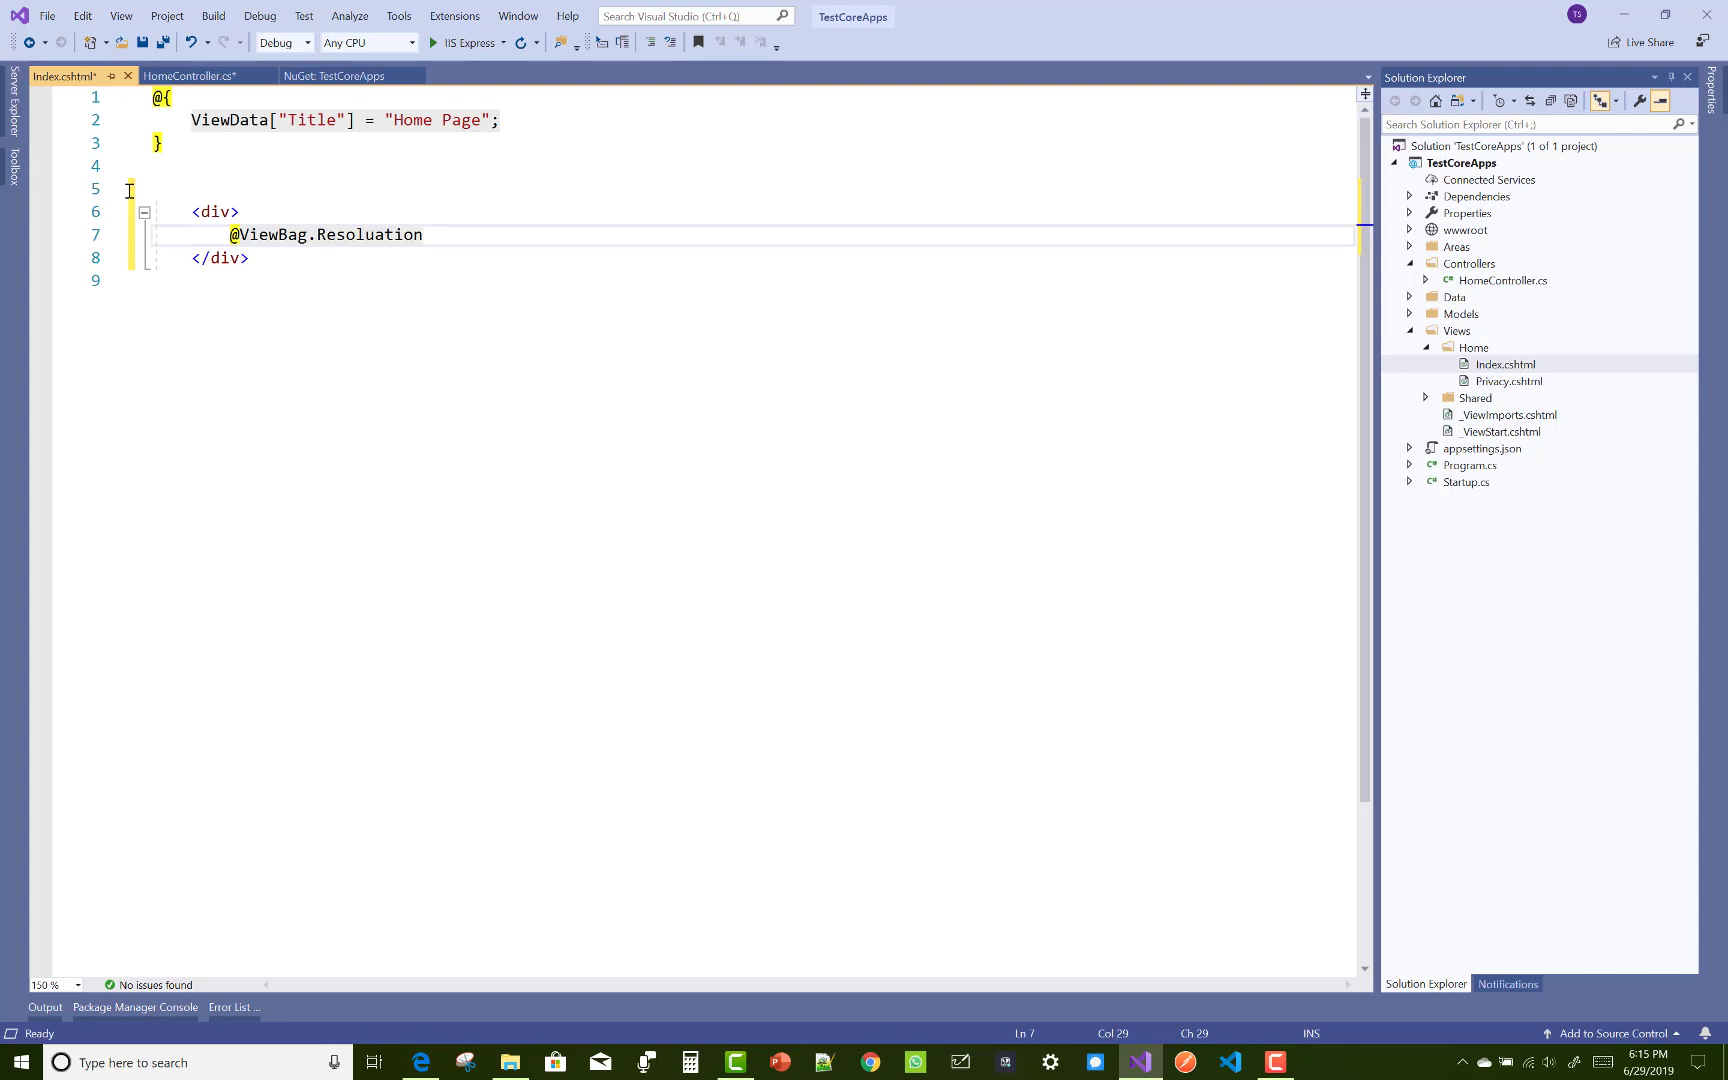 File Edit View Project Build Debug Test Analyze Tools Extensions Window Help Search Visual Studio (Ctrl+Q) TestCoreApps TS
Debug Any CPU IIS Express Live Share
Server Explorer
Toolbox
Index.cshtml* HomeController.cs* NuGet: TestCoreApps
1 @{
2 ViewData["Title"] = "Home Page";
3 }
4
5
6 <div>
7 @ViewBag.Resoluation
8 </div>
9
Solution Explorer
Search Solution Explorer (Ctrl+;)
Solution 'TestCoreApps' (1 of 1 project)
TestCoreApps
Connected Services
Dependencies
Properties
wwwroot
Areas
Controllers
C# HomeController.cs
Data
Models
Views
Home
Index.cshtml
Privacy.cshtml
Shared
_ViewImports.cshtml
_ViewStart.cshtml
appsettings.json
C# Program.cs
C# Startup.cs
Properties
150 % No issues found
Solution Explorer Notifications
Output Package Manager Console Error List ...
Ready Ln 7 Col 29 Ch 29 INS Add to Source Control
Type here to search
6:15 PM
6/29/2019